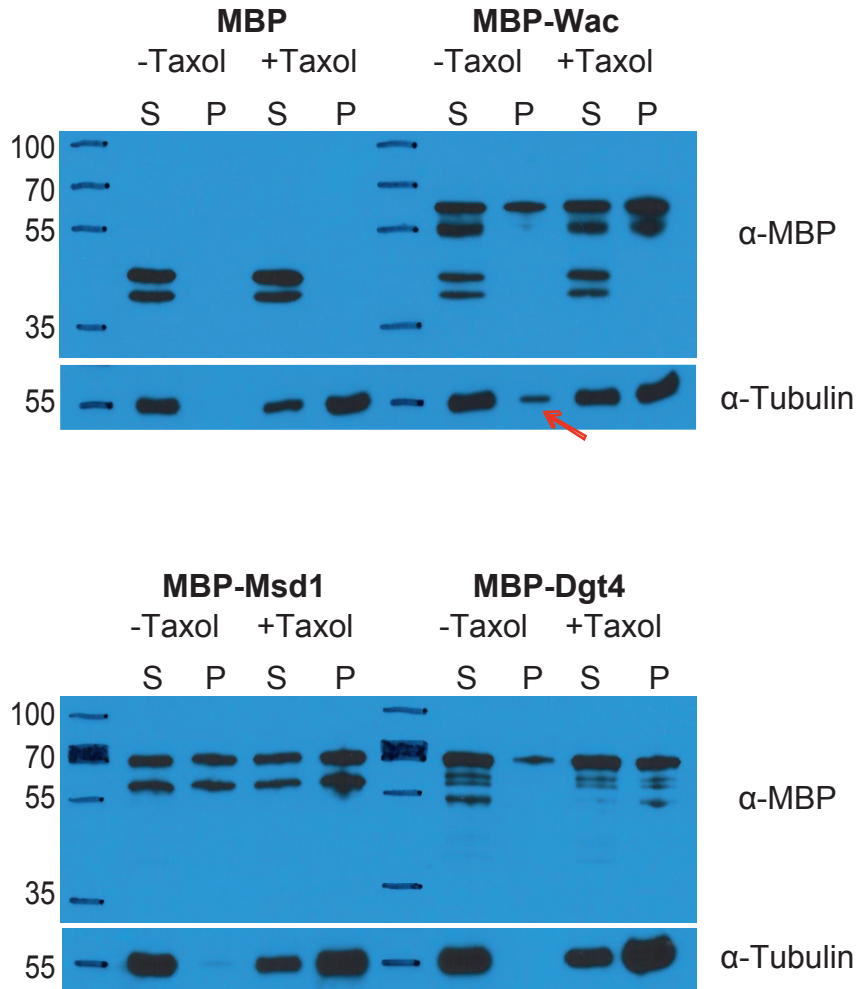 MBP MBP-Wac
-Taxol +Taxol -Taxol +Taxol
S P S P S P S P
100
70
55
35
α-MBP
55
α-Tubulin
MBP-Msd1 MBP-Dgt4
-Taxol +Taxol -Taxol +Taxol
S P S P S P S P
100
70
55
35
α-MBP
55
α-Tubulin